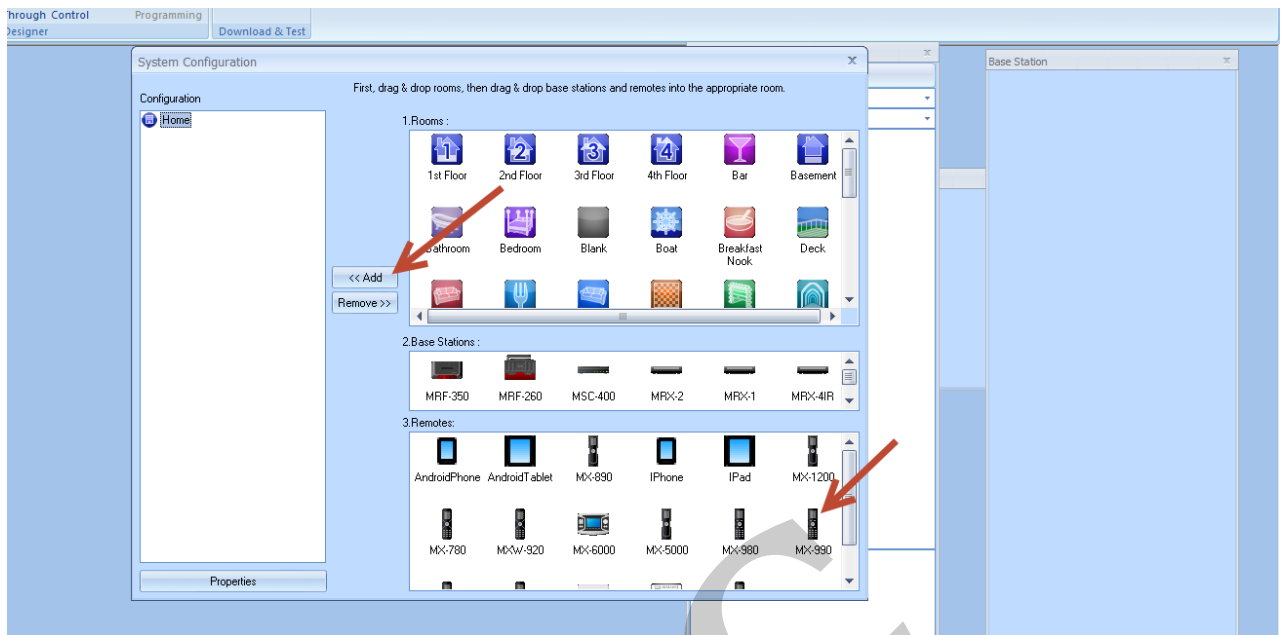 Through Control Programming
Designer
Download & Test
System Configuration
Base Station
First, drag & drop rooms, then drag & drop base stations and remotes into the appropriate room.
Configuration
Home
1.Rooms :
1 2 3 4
1st Floor 2nd Floor 3rd Floor 4th Floor Bar Basement
Bathroom Bedroom Blank Boat Breakfast Nook Deck
<< Add
Remove >>
2.Base Stations :
MRF-350 MRF-260 MSC-400 MRX-2 MRX-1 MRX-4IR
3.Remotes:
AndroidPhone AndroidTablet MX-890 IPhone IPad MX-1200
MX-780 MXW-920 MX-6000 MX-5000 MX-980 MX-990
Properties